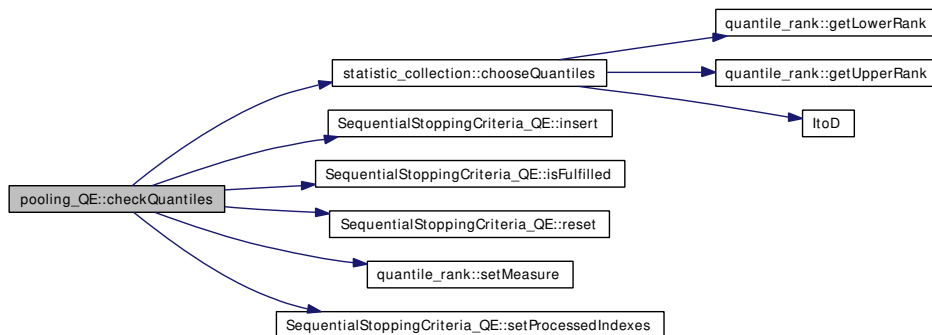 quantile_rank::getLowerRank
statistic_collection::chooseQuantiles
quantile_rank::getUpperRank
ItoD
SequentialStoppingCriteria_QE::insert
SequentialStoppingCriteria_QE::isFulfilled
pooling_QE::checkQuantiles
SequentialStoppingCriteria_QE::reset
quantile_rank::setMeasure
SequentialStoppingCriteria_QE::setProcessedIndexes